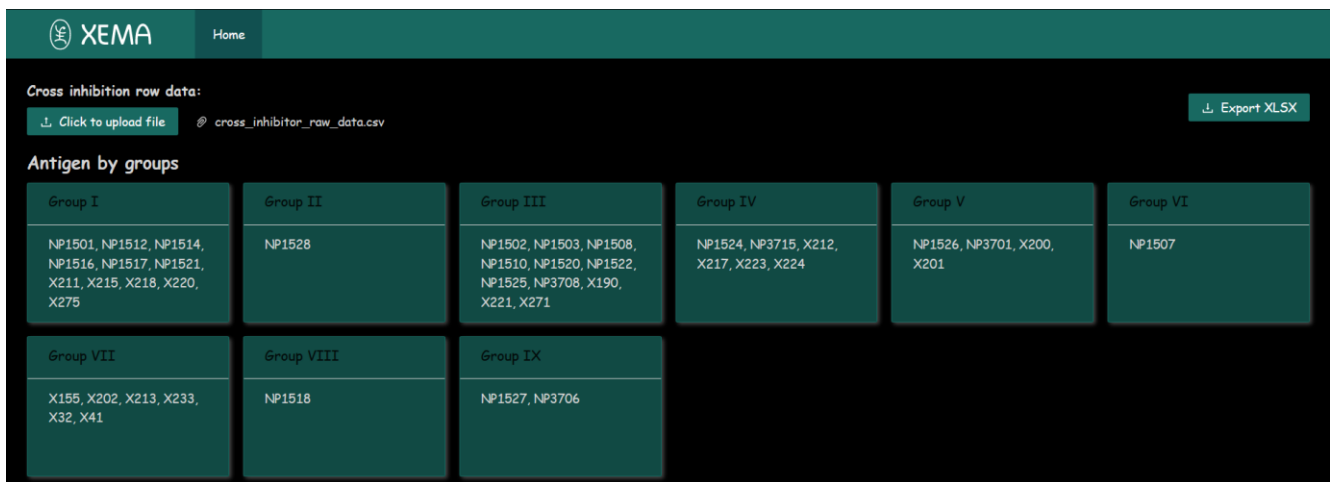 XEMA
Home
Cross inhibition row data:
Click to upload file
cross_inhibitor_raw_data.csv
Export XLSX
Antigen by groups
Group I
NP1501, NP1512, NP1514,
NP1516, NP1517, NP1521,
X211, X215, X218, X220,
X275
Group II
NP1528
Group III
NP1502, NP1503, NP1508,
NP1510, NP1520, NP1522,
NP1525, NP3708, X190,
X221, X271
Group IV
NP1524, NP3715, X212,
X217, X223, X224
Group V
NP1526, NP3701, X200,
X201
Group VI
NP1507
Group VII
X155, X202, X213, X233,
X32, X41
Group VIII
NP1518
Group IX
NP1527, NP3706